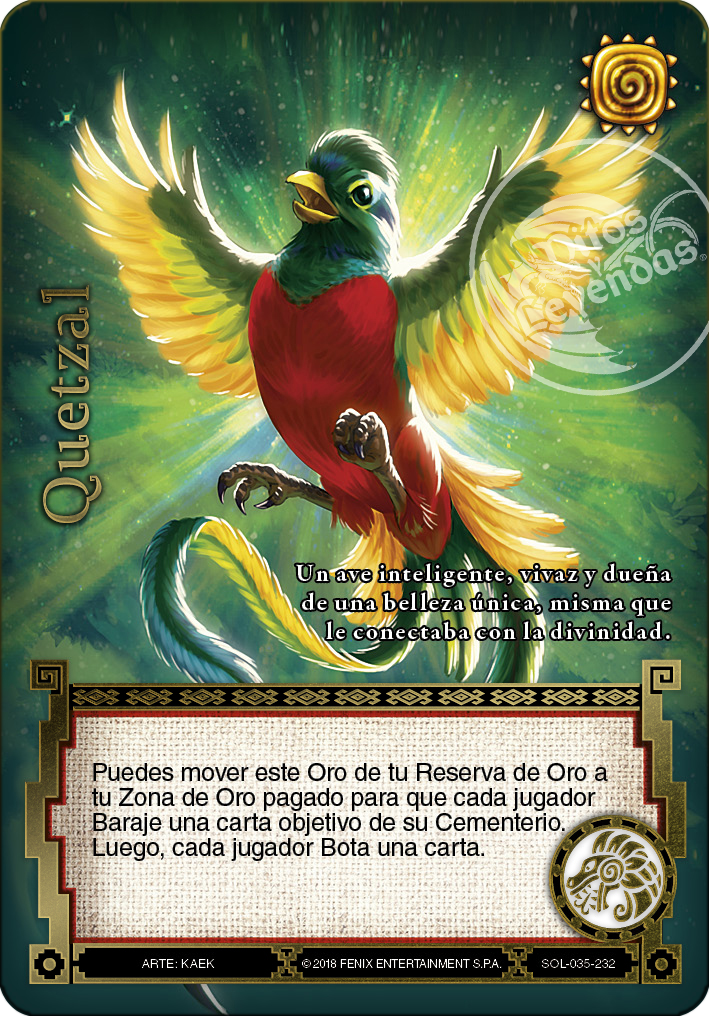 Mitos
y
Leyendas®
Quetzal
Un ave inteligente, vivaz y dueña
de una belleza única, misma que
le conectaba con la divinidad.
Puedes mover este Oro de tu Reserva de Oro a
tu Zona de Oro pagado para que cada jugador
Baraje una carta objetivo de su Cementerio.
Luego, cada jugador Bota una carta.
ARTE: KAEK
©2018 FENIX ENTERTAINMENT S.P.A.
SOL-035-232